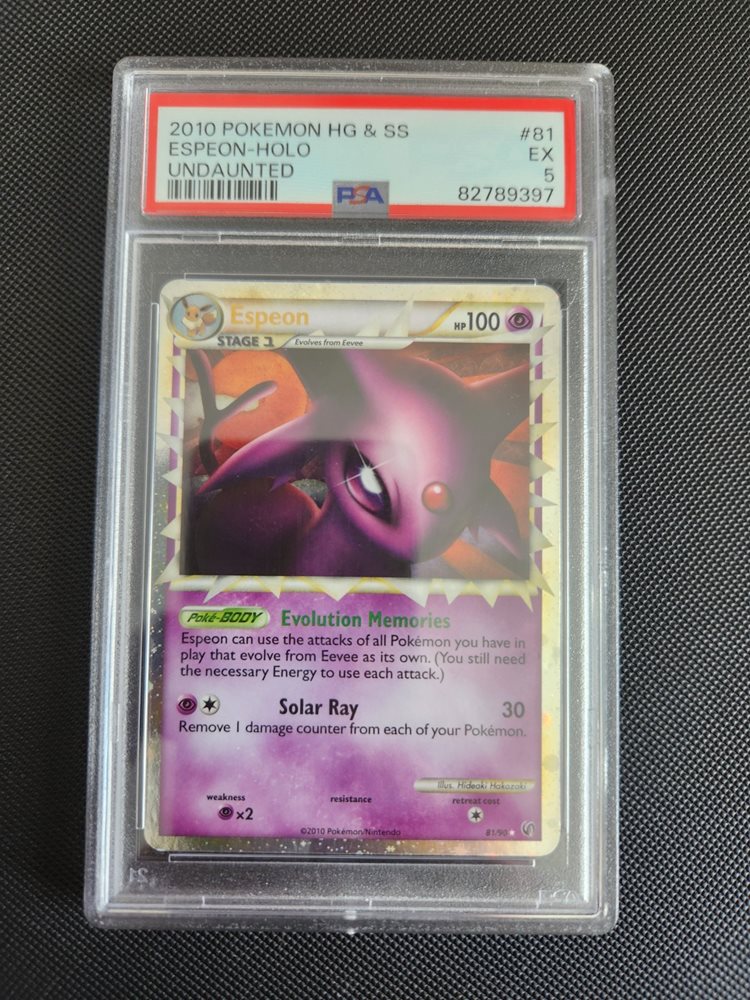 2010 POKEMON HG & SS #81
ESPEON-HOLO EX
UNDAUNTED 5
PSA 82789397
Espeon HP 100
STAGE 1 Evolves from Eevee
Poké-BODY Evolution Memories
Espeon can use the attacks of all Pokémon you have in
play that evolve from Eevee as its own. (You still need
the necessary Energy to use each attack.)
Solar Ray 30
Remove 1 damage counter from each of your Pokémon.
Illus. Hideaki Hakozaki
weakness resistance retreat cost
x2
©2010 Pokémon/Nintendo 81/90